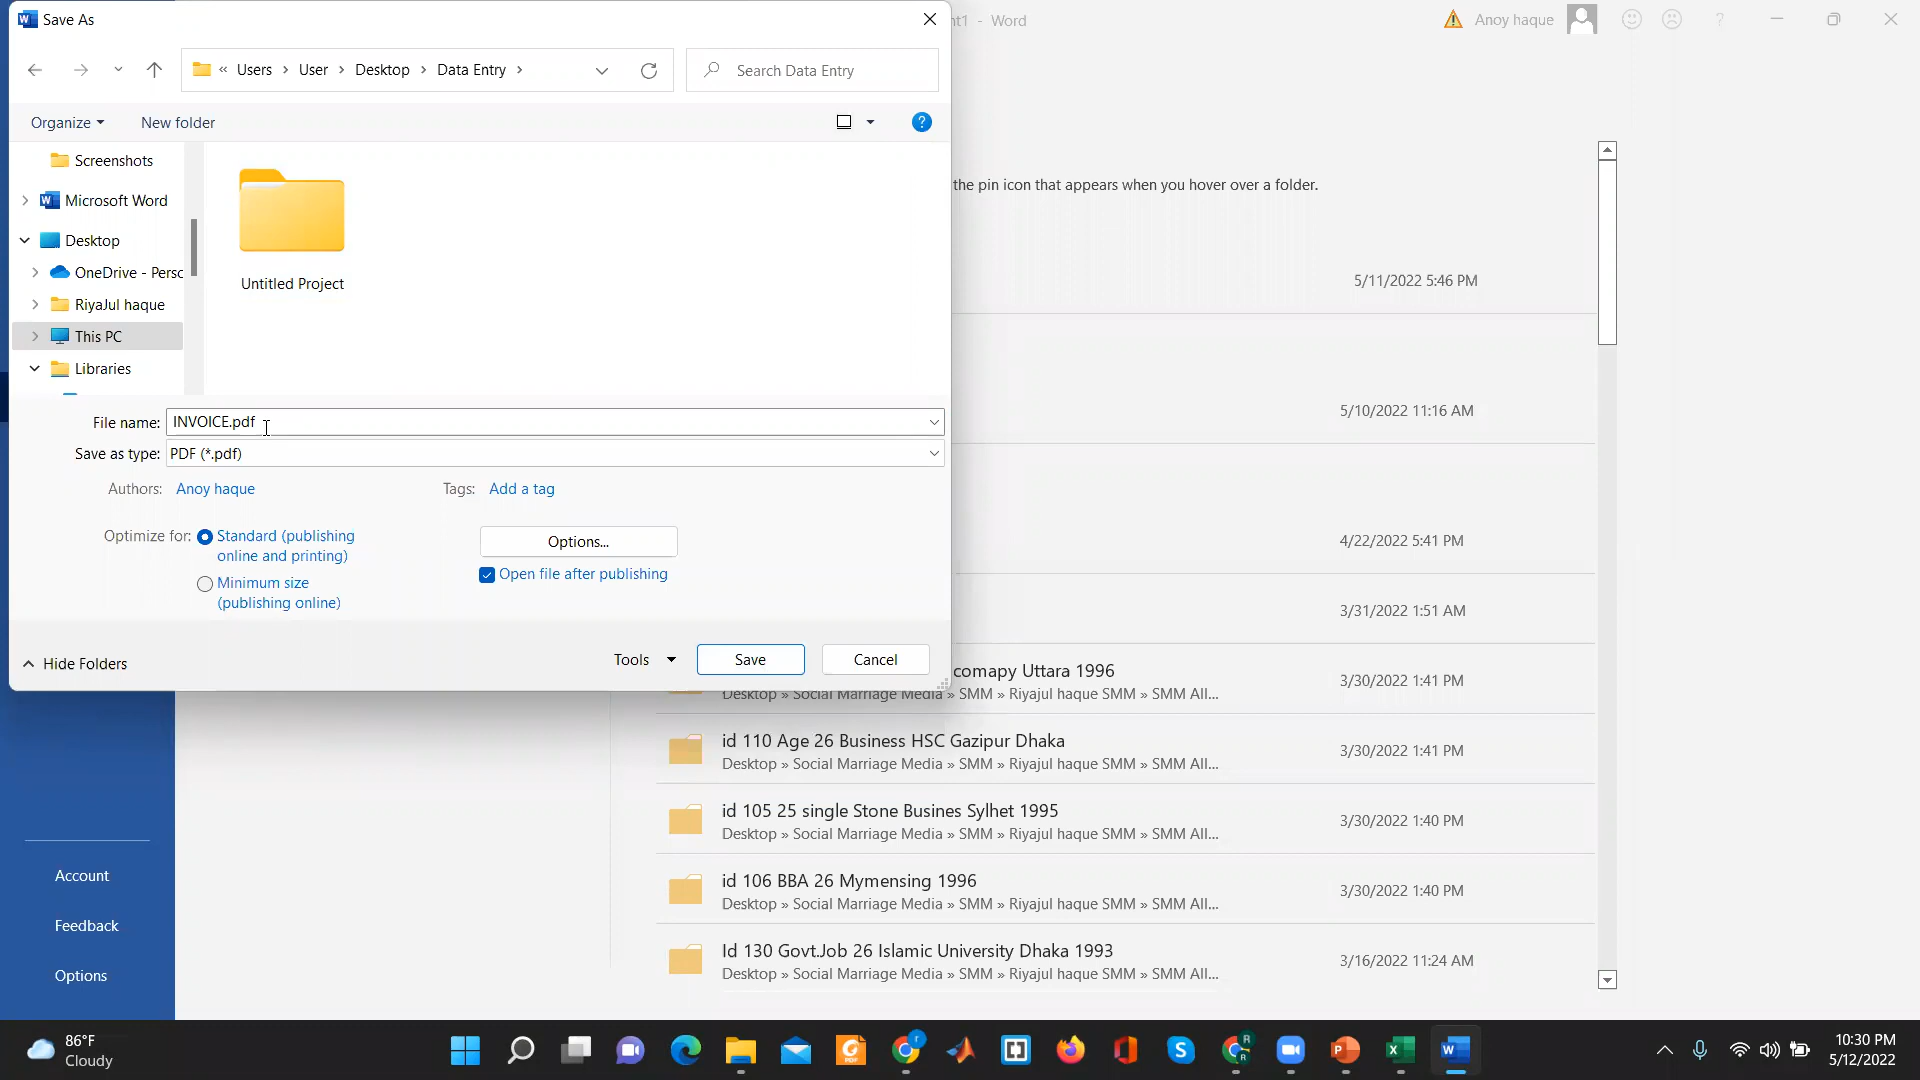 Save As
nt1 - Word
Anoy haque
?
« Users › User › Desktop › Data Entry ›
Search Data Entry
Organize
New folder
?
Screenshots
Microsoft Word
Desktop
OneDrive - Persc
RiyaJul haque
This PC
Libraries
Untitled Project
the pin icon that appears when you hover over a folder.
5/11/2022 5:46 PM
5/10/2022 11:16 AM
File name: INVOICE.pdf
Save as type: PDF (*.pdf)
Authors: Anoy haque
Tags: Add a tag
Optimize for: Standard (publishing
online and printing)
Minimum size
(publishing online)
Options...
Open file after publishing
4/22/2022 5:41 PM
3/31/2022 1:51 AM
Hide Folders
Tools
Save
Cancel
comapy Uttara 1996
Desktop » Social Marriage Media » SMM » Riyajul haque SMM » SMM All...
3/30/2022 1:41 PM
id 110 Age 26 Business HSC Gazipur Dhaka
Desktop » Social Marriage Media » SMM » Riyajul haque SMM » SMM All...
3/30/2022 1:41 PM
id 105 25 single Stone Busines Sylhet 1995
Desktop » Social Marriage Media » SMM » Riyajul haque SMM » SMM All...
3/30/2022 1:40 PM
id 106 BBA 26 Mymensing 1996
Desktop » Social Marriage Media » SMM » Riyajul haque SMM » SMM All...
3/30/2022 1:40 PM
Id 130 Govt.Job 26 Islamic University Dhaka 1993
Desktop » Social Marriage Media » SMM » Riyajul haque SMM » SMM All...
3/16/2022 11:24 AM
Account
Feedback
Options
86°F
Cloudy
10:30 PM
5/12/2022